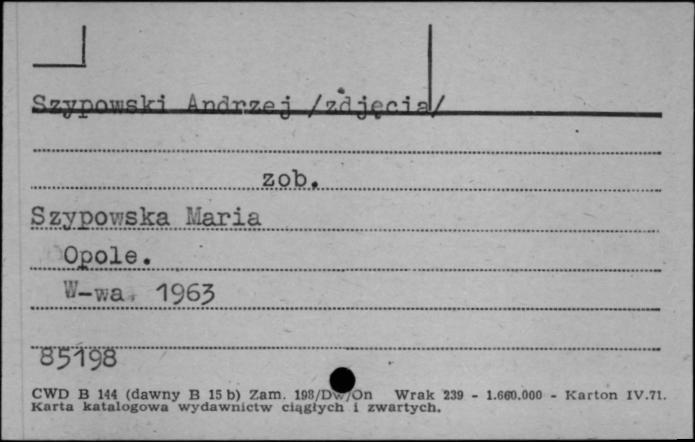 Szypowski Andrzej /zdjęcia/
zob.
Szypowska Maria
Opole.
W-wa 1963
85198
CWD B 144 (dawny B 15 b) Zam. 198/Dw/On Wrak 239 - 1.660.000 - Karton IV.71.
Karta katalogowa wydawnictw ciągłych i zwartych.